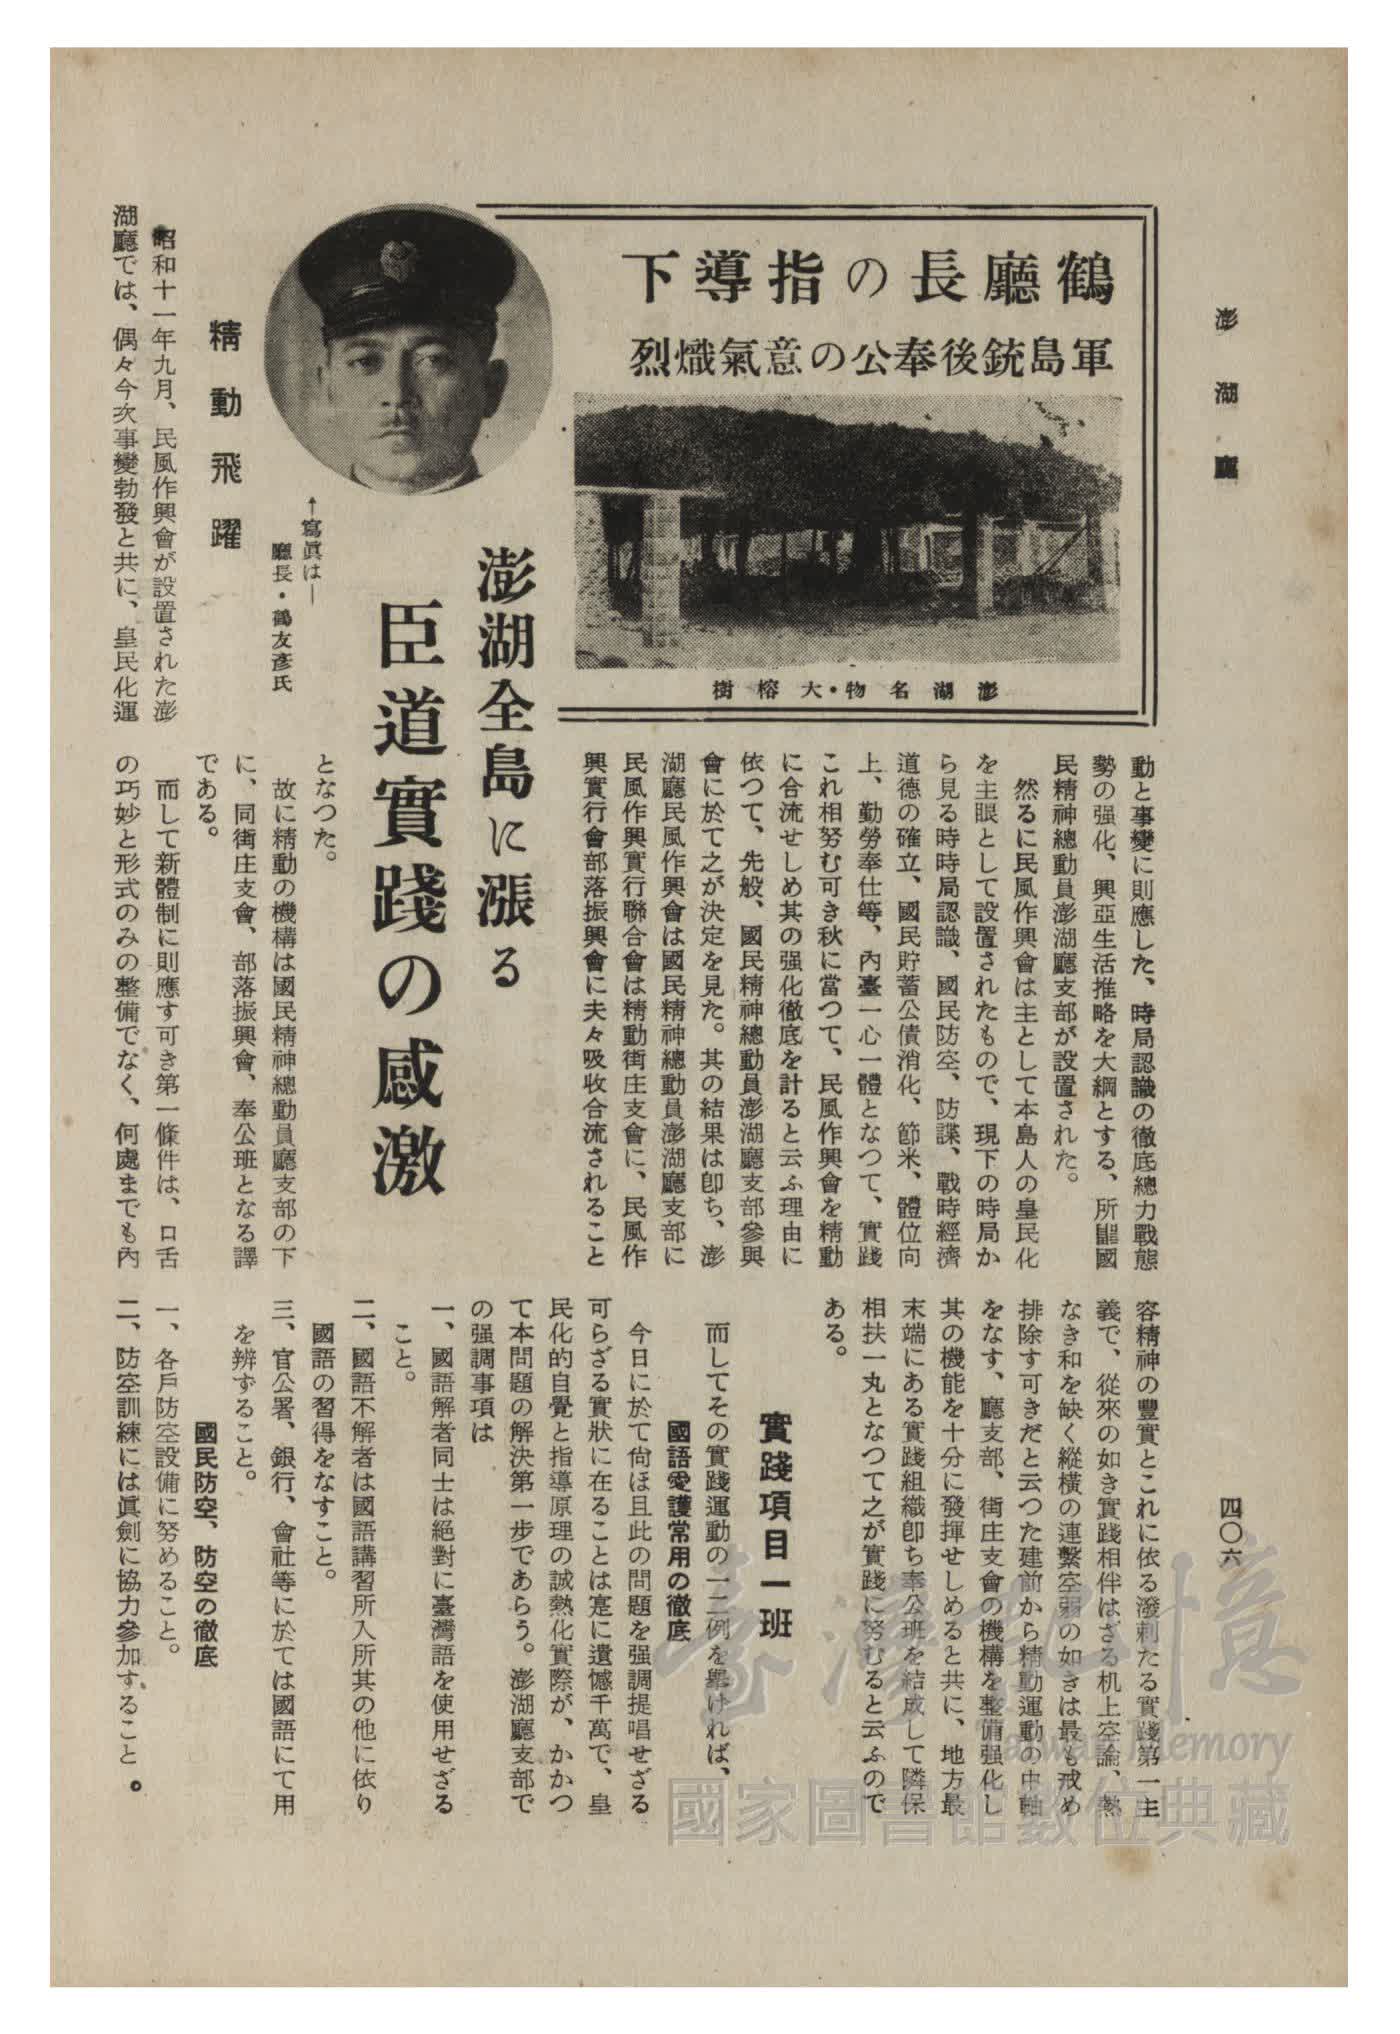 澎湖廳
四〇六
鶴廳長の指導下
軍島銃後奉公の意氣熾烈
澎湖名物・大榕樹
↑寫眞は—
廳長・鶴友彥氏
澎湖全島に漲る
臣道實踐の感激
精動飛躍
昭和十一年九月、民風作興會が設置された澎
湖廳では、偶々今次事變勃發と共に、皇民化運
動と事變に則應した、時局認識の徹底總力戰態
勢の强化、興亞生活推略を大綱とする、所謂國
民精神總動員澎湖廳支部が設置された。
然るに民風作興會は主として本島人の皇民化
を主眼として設置されたもので、現下の時局か
ら見る時時局認識、國民防空、防諜、戰時經濟
道德の確立、國民貯蓄公債消化、節米、體位向
上、勤勞奉仕等、內臺一心一體となつて、實踐
これ相努む可き秋に當つて、民風作興會を精動
に合流せしめ其の强化徹底を計ると云ふ理由に
依つて、先般、國民精神總動員澎湖廳支部參與
會に於て之が決定を見た。其の結果は卽ち、澎
湖廳民風作興會は國民精神總動員澎湖廳支部に
民風作興實行聯合會は精動街庄支會に、民風作
興實行會部落振興會に夫々吸收合流されること
となつた。
故に精動の機構は國民精神總動員廳支部の下
に、同街庄支會、部落振興會、奉公班となる譯
である。
而して新體制に則應す可き第一條件は、口舌
の巧妙と形式のみの整備でなく、何處までも內
容精神の豐實とこれに依る潑剌たる實踐第一主
義で、從來の如き實踐相伴はざる机上空論、熱
なき和を缺く縱橫の連繫空弱の如きは最も戒め
排除す可きだと云つた建前から精動運動の中軸
をなす、廳支部、街庄支會の機構を整備强化し
其の機能を十分に發揮せしめると共に、地方最
末端にある實踐組織卽ち奉公班を結成して隣保
相扶一丸となつて之が實踐に努むると云ふので
ある。
實踐項目一班
而してその實踐運動の一二例を擧ければ、
國語愛護常用の徹底
今日に於て尙ほ且此の問題を强調提唱せざる
可らざる實狀に在ることは寔に遺憾千萬で、皇
民化的自覺と指導原理の誠熱化實際が、かかつ
て本問題の解決第一步であらう。澎湖廳支部で
の强調事項は
一、國語解者同士は絕對に臺灣語を使用せざる
こと。
二、國語不解者は國語講習所入所其の他に依り
國語の習得をなすこと。
三、官公署、銀行、會社等に於ては國語にて用
を辨ずること。
國民防空、防空の徹底
一、各戶防空設備に努めること。
二、防空訓練には眞劍に協力參加すること。
臺灣記憶
Taiwan Memory
國家圖書館數位典藏